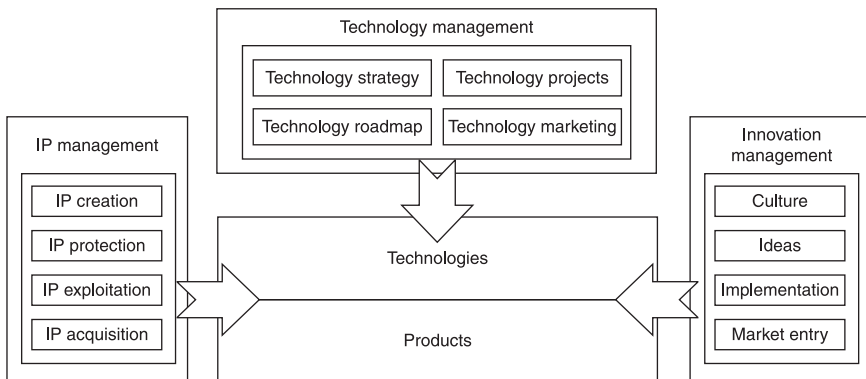 Technology management
Technology strategy
Technology projects
Technology roadmap
Technology marketing
IP management
IP creation
IP protection
IP exploitation
IP acquisition
Technologies
Products
Innovation
management
Culture
Ideas
Implementation
Market entry